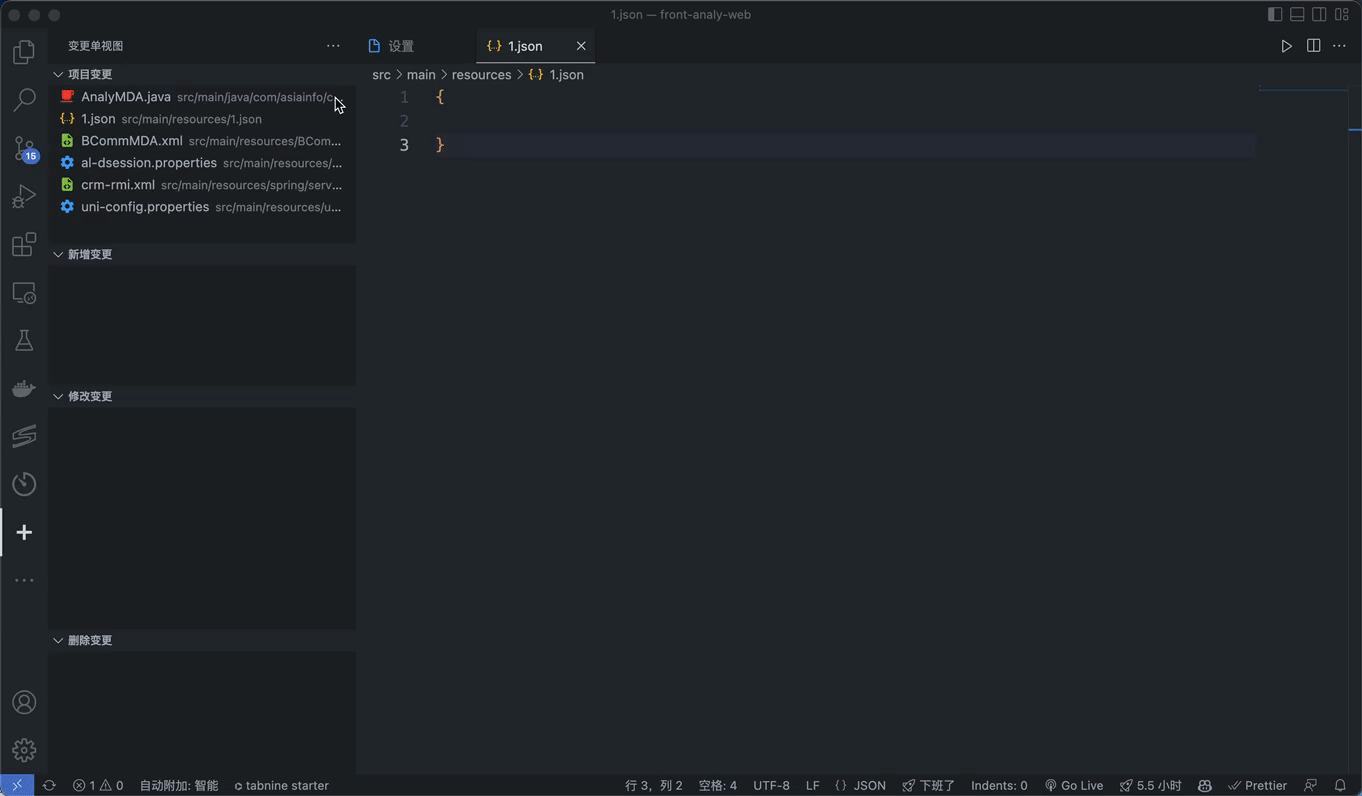 1.json — front-analy-web
变更单视图
设置
1.json
项目变更
src > main > resources > {..} 1.json
AnalyMDA.java src/main/java/com/asiainfo/c
{..} 1.json src/main/resources/1.json
BCommMDA.xml src/main/resources/BCom...
al-dsession.properties src/main/resources/...
crm-rmi.xml src/main/resources/spring/serv...
uni-config.properties src/main/resources/u...
1 {
2
3 }
15
新增变更
修改变更
删除变更
1 0 自动附加: 智能 tabnine starter 行 3，列 2 空格: 4 UTF-8 LF {} JSON 下班了 Indents: 0 Go Live 5.5 小时 Prettier